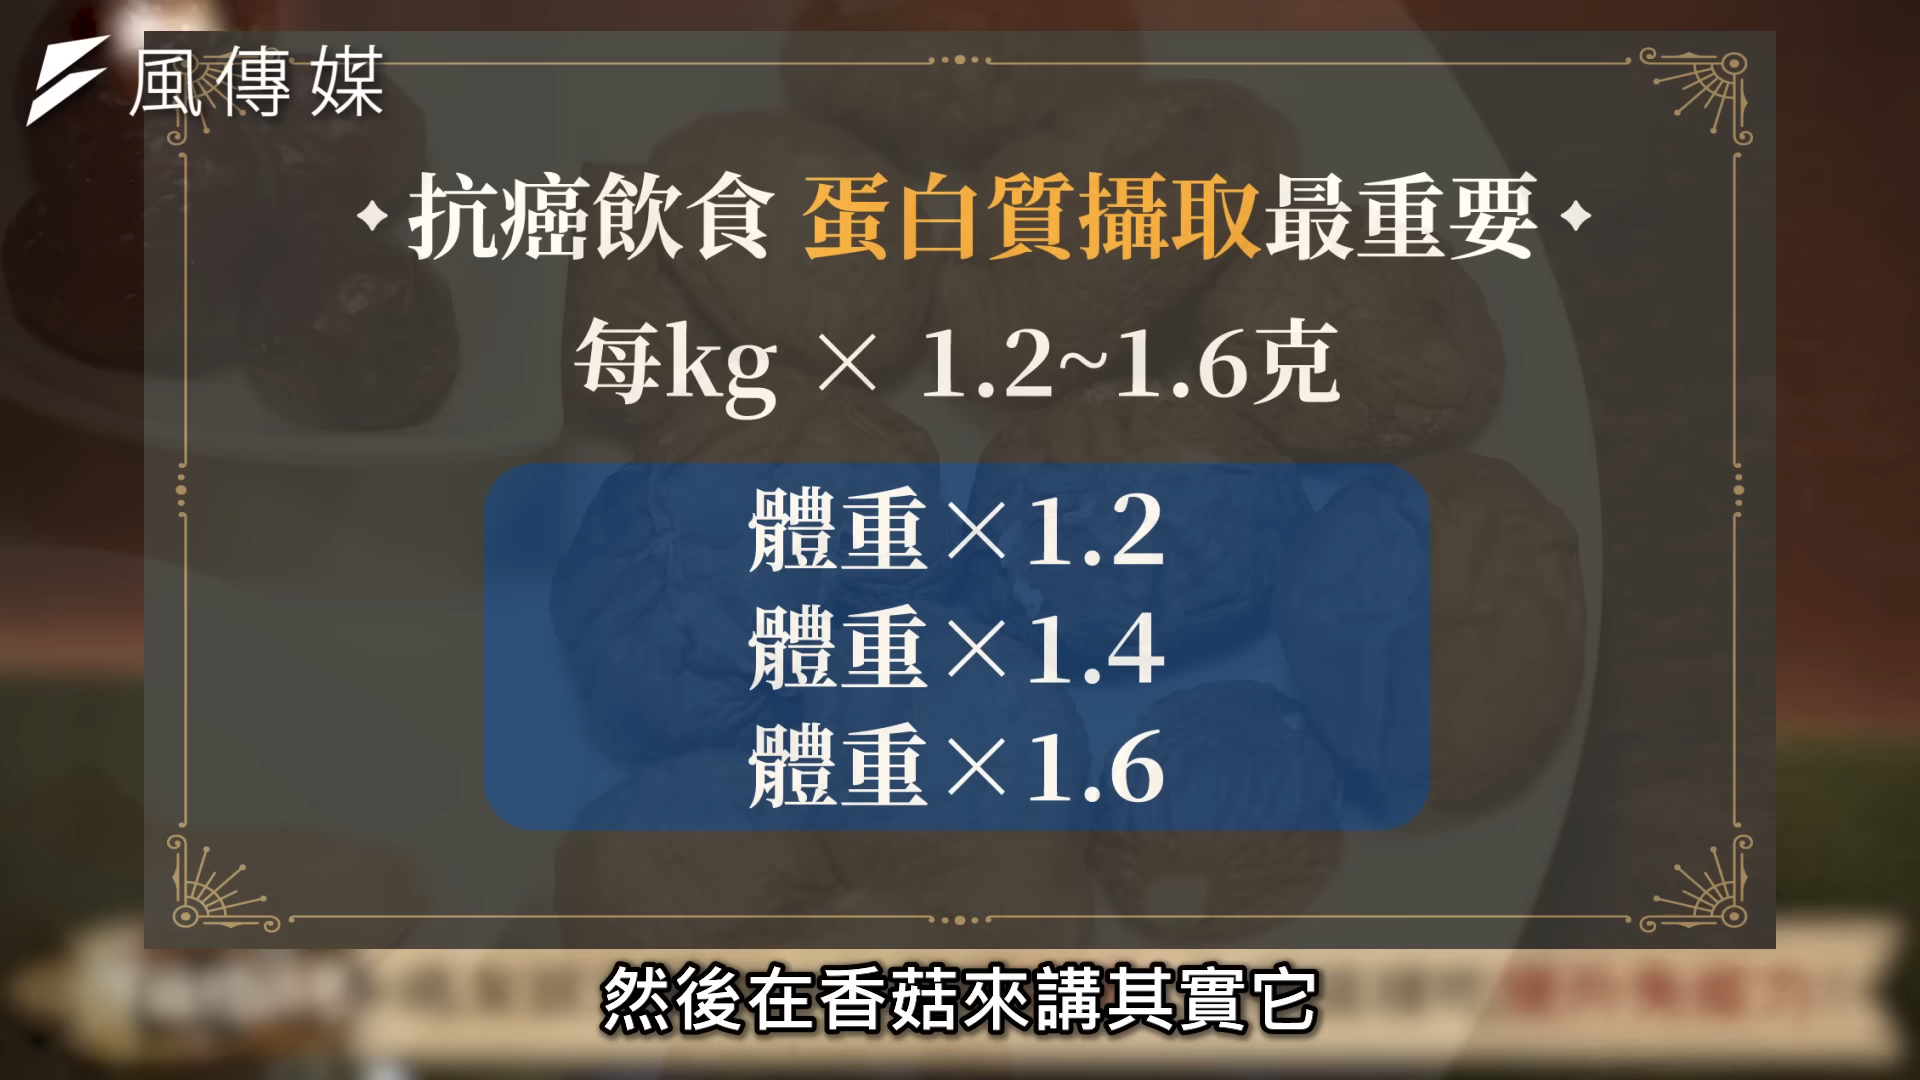 風傳媒
抗癌飲食 蛋白質攝取最重要
每kg × 1.2~1.6克
體重×1.2
體重×1.4
體重×1.6
然後在香菇來講其實它